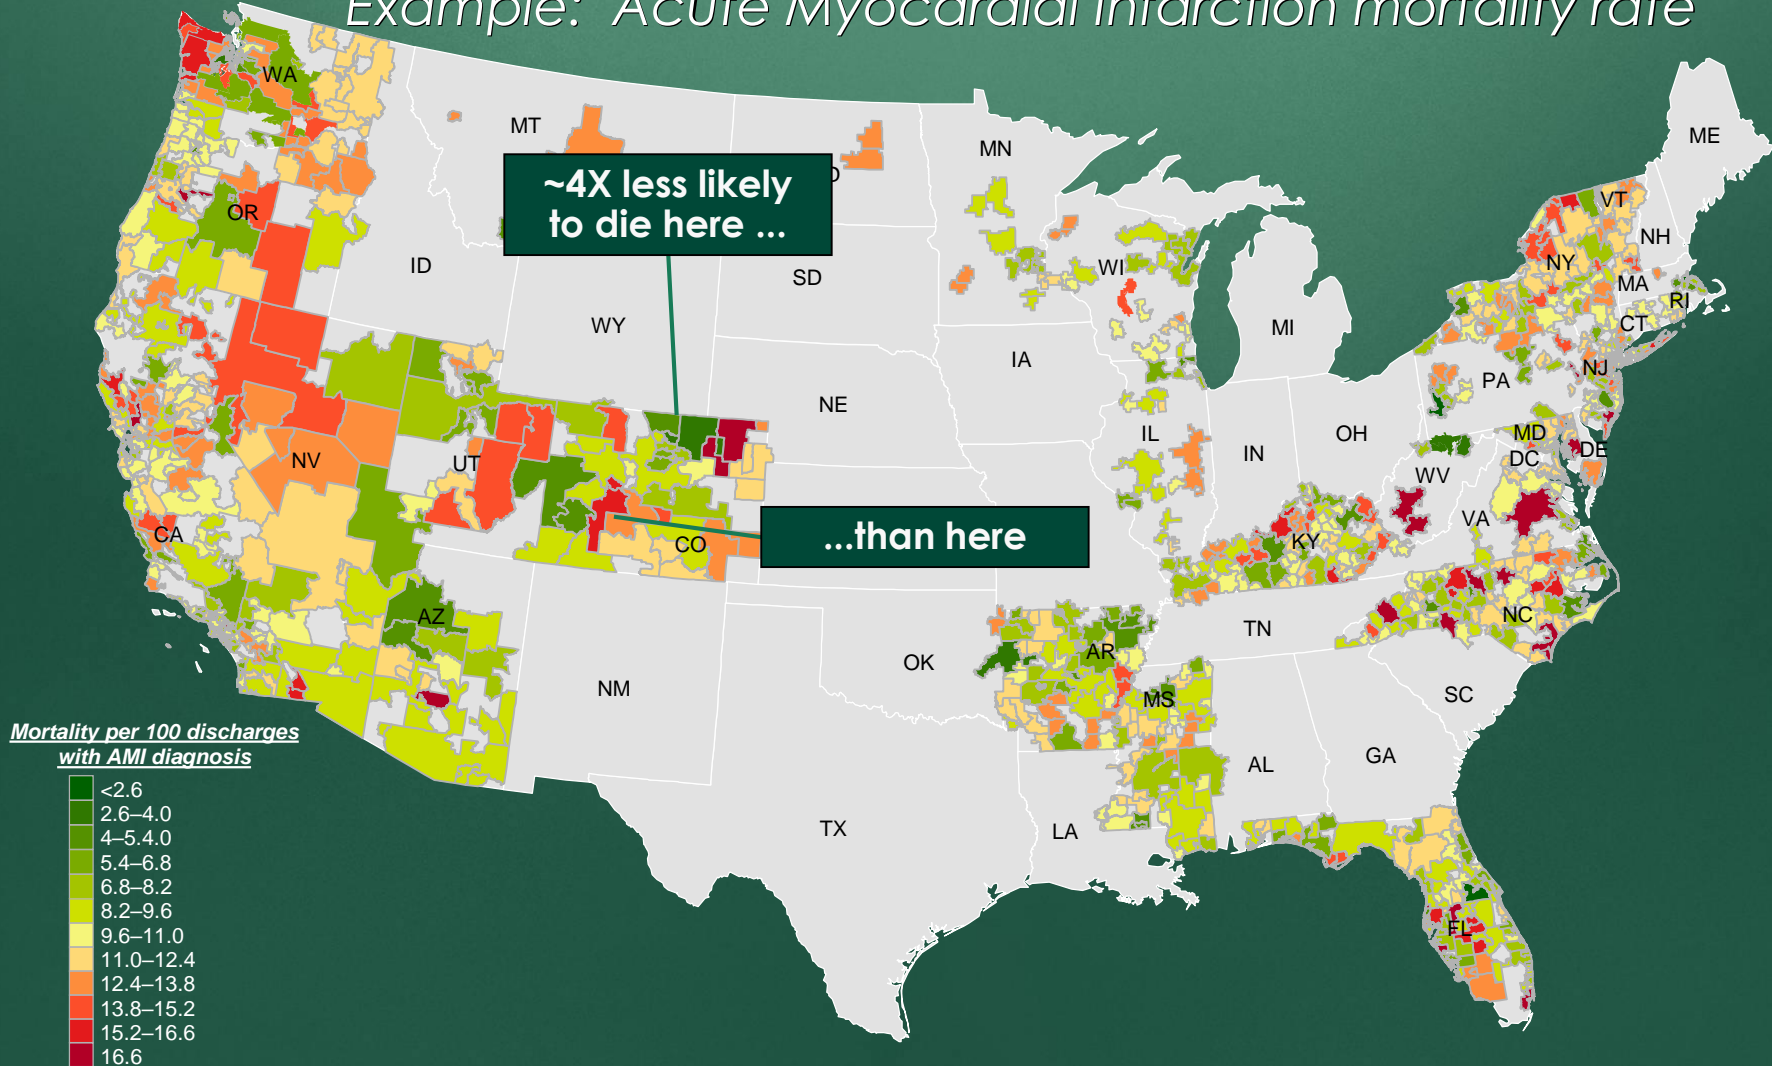 Example: Acute Myocardial Infarction mortality rate
WA
MT
MN
ME
~4X less likely
to die here ...
D
OR
VT
NH
ID
SD
WI
NY
MA
RI
WY
MI
CT
IA
PA
NJ
NE
IL
IN
OH
MD
DE
NV
UT
DC
WV
CA
CO
...than here
KY
VA
AZ
NC
TN
AR
OK
NM
MS
SC
AL
GA
TX
LA
FL
Mortality per 100 discharges
with AMI diagnosis
<2.6
2.6–4.0
4–5.4.0
5.4–6.8
6.8–8.2
8.2–9.6
9.6–11.0
11.0–12.4
12.4–13.8
13.8–15.2
15.2–16.6
16.6